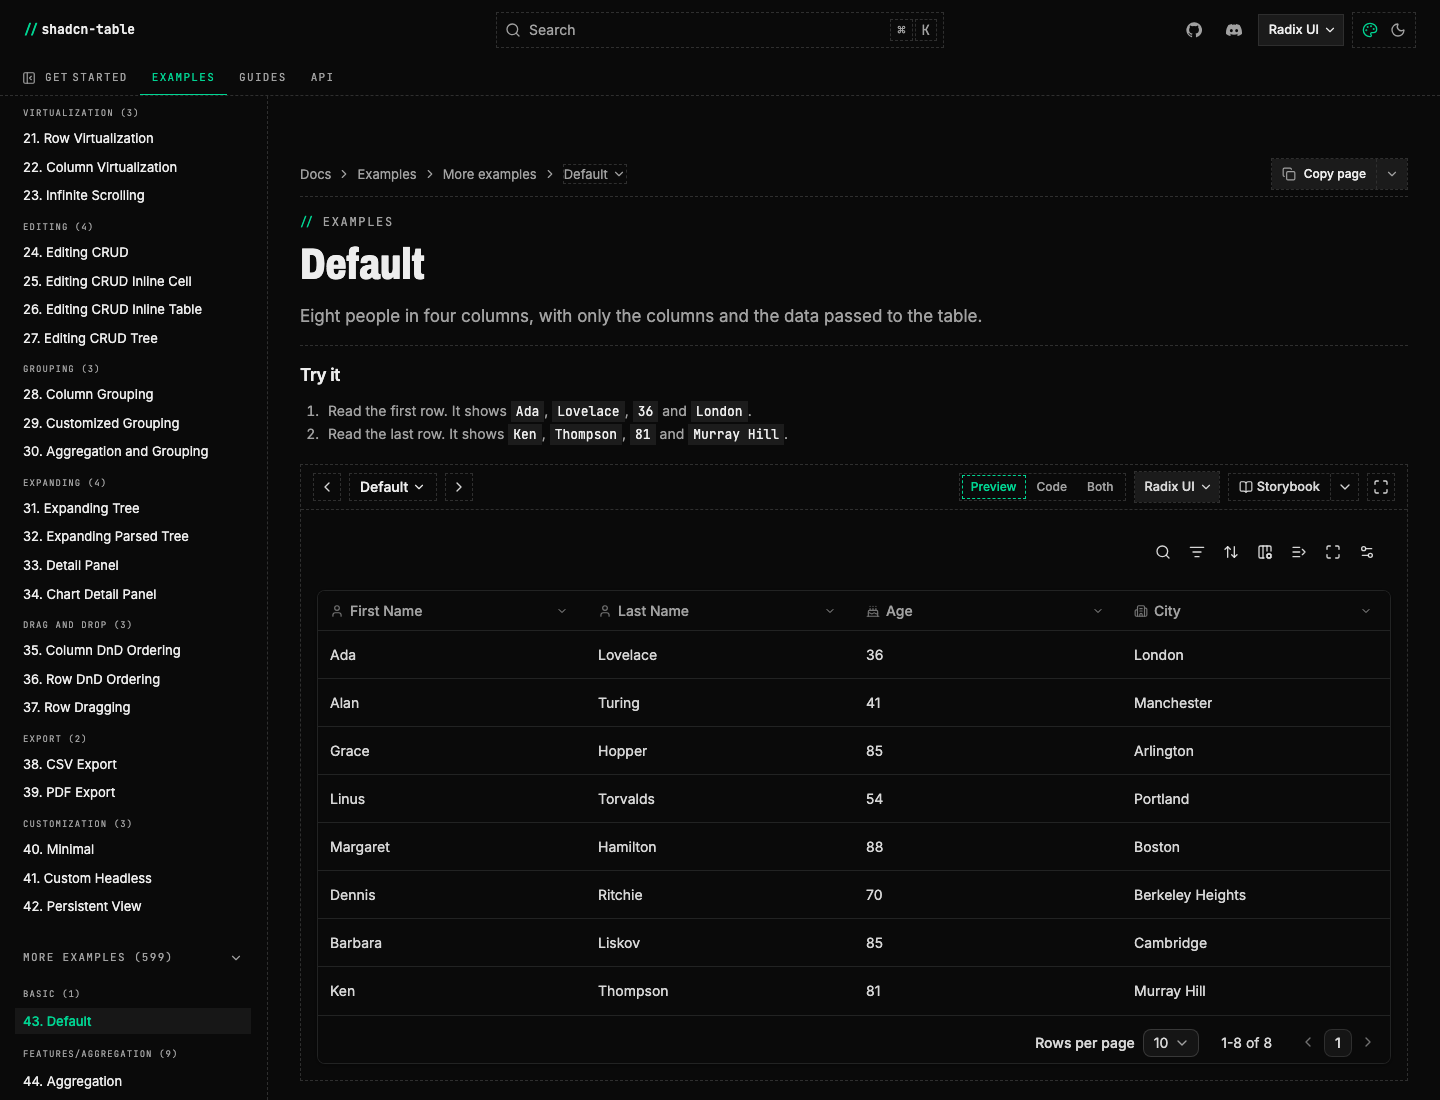 // shadcn-table
Search
⌘ K
Radix UI
GET STARTED
EXAMPLES
GUIDES
API
VIRTUALIZATION (3)
21. Row Virtualization
22. Column Virtualization
23. Infinite Scrolling
EDITING (4)
24. Editing CRUD
25. Editing CRUD Inline Cell
26. Editing CRUD Inline Table
27. Editing CRUD Tree
GROUPING (3)
28. Column Grouping
29. Customized Grouping
30. Aggregation and Grouping
EXPANDING (4)
31. Expanding Tree
32. Expanding Parsed Tree
33. Detail Panel
34. Chart Detail Panel
DRAG AND DROP (3)
35. Column DnD Ordering
36. Row DnD Ordering
37. Row Dragging
EXPORT (2)
38. CSV Export
39. PDF Export
CUSTOMIZATION (3)
40. Minimal
41. Custom Headless
42. Persistent View
MORE EXAMPLES (599)
BASIC (1)
43. Default
FEATURES/AGGREGATION (9)
44. Aggregation
Docs > Examples > More examples > Default
Copy page
// EXAMPLES
Default
Eight people in four columns, with only the columns and the data passed to the table.
Try it
1. Read the first row. It shows Ada, Lovelace, 36 and London.
2. Read the last row. It shows Ken, Thompson, 81 and Murray Hill.
Default
Preview Code Both
Radix UI
Storybook
First Name Last Name Age City
Ada Lovelace 36 London
Alan Turing 41 Manchester
Grace Hopper 85 Arlington
Linus Torvalds 54 Portland
Margaret Hamilton 88 Boston
Dennis Ritchie 70 Berkeley Heights
Barbara Liskov 85 Cambridge
Ken Thompson 81 Murray Hill
Rows per page 10 1-8 of 8 1